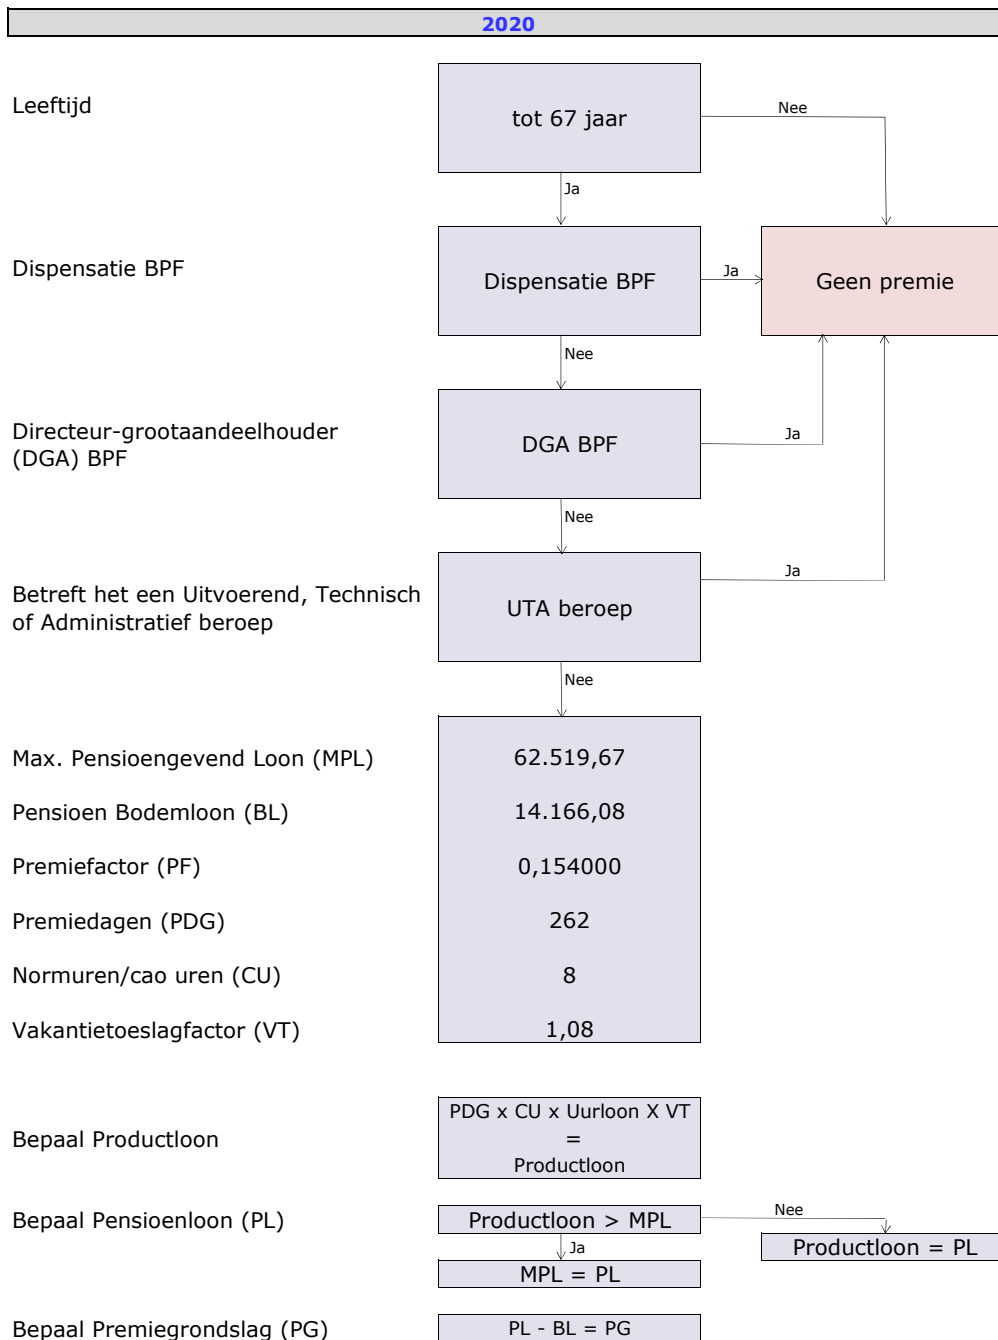 2020
Leeftijd
tot 67 jaar
Nee
Ja
Dispensatie BPF
Dispensatie BPF
Ja
Geen premie
Nee
Directeur-grootaandeelhouder
(DGA) BPF
DGA BPF
Ja
Nee
Betreft het een Uitvoerend, Technisch
of Administratief beroep
UTA beroep
Ja
Nee
Max. Pensioengevend Loon (MPL) 62.519,67
Pensioen Bodemloon (BL) 14.166,08
Premiefactor (PF) 0,154000
Premiedagen (PDG) 262
Normuren/cao uren (CU) 8
Vakantietoeslagfactor (VT) 1,08
Bepaal Productloon
PDG x CU x Uurloon X VT
=
Productloon
Bepaal Pensioenloon (PL)
Productloon > MPL
Nee
Productloon = PL
Ja
MPL = PL
Bepaal Premiegrondslag (PG)
PL - BL = PG